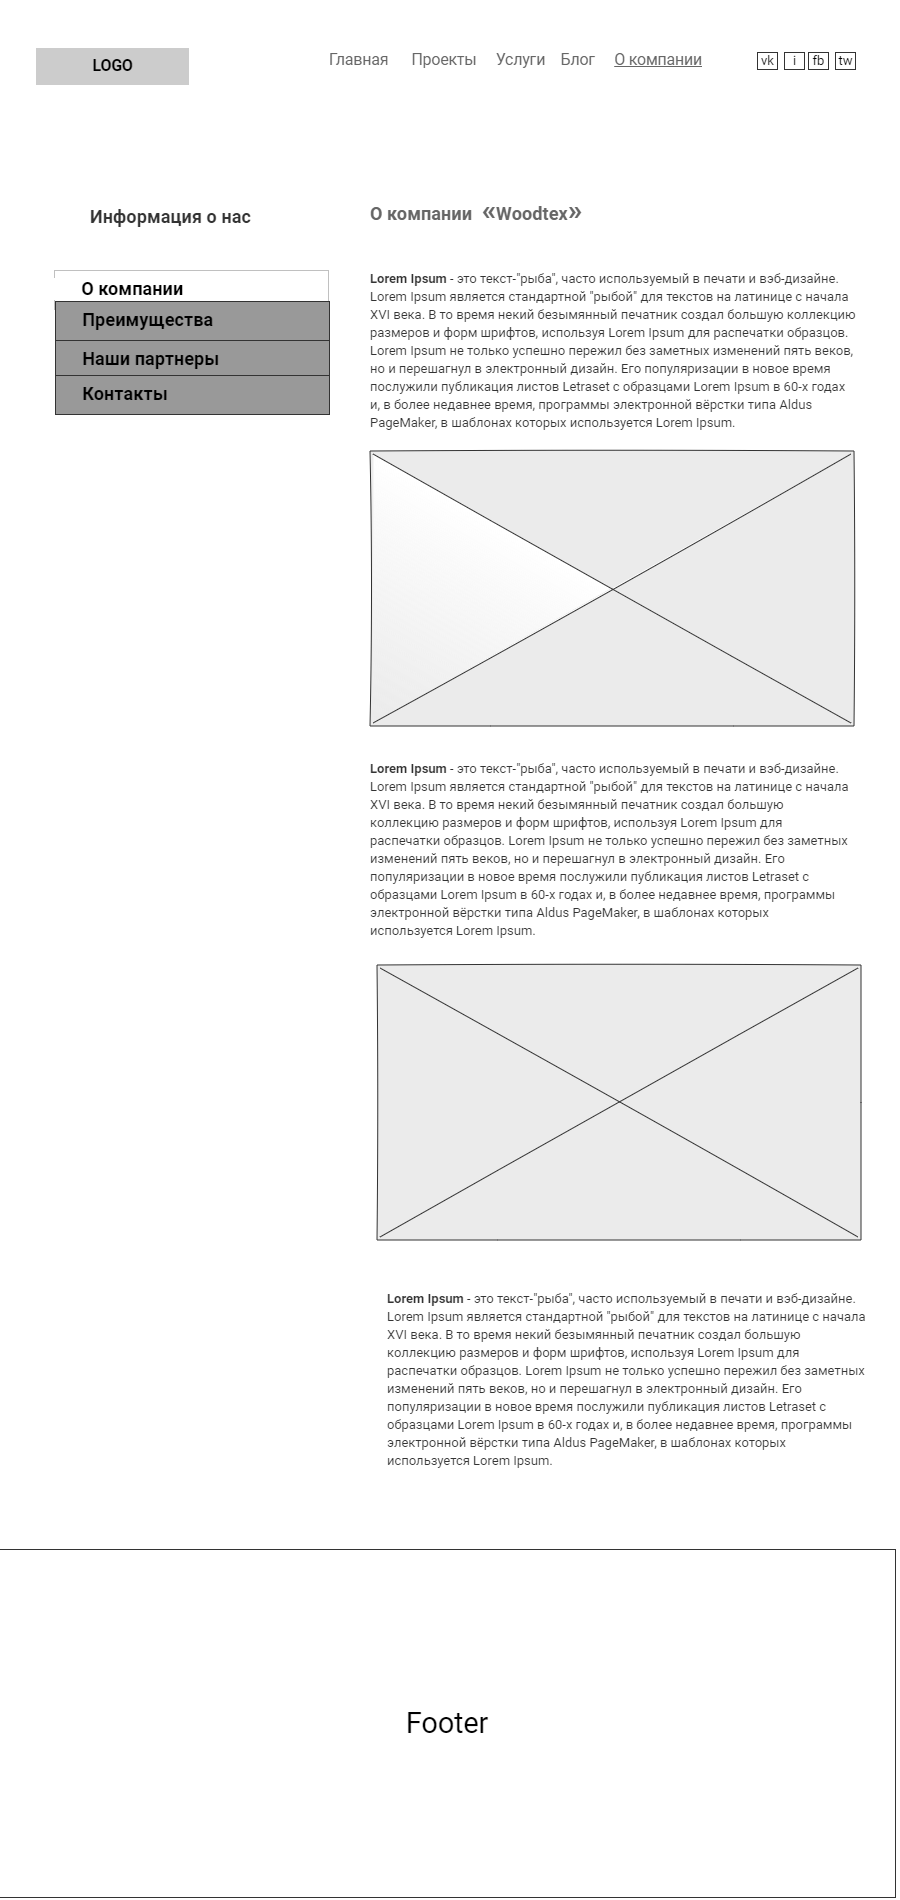 LOGO
Главная Проекты Услуги Блог О компании
vk i fb tw
Информация о нас
О компании
Преимущества
Наши партнеры
Контакты
О компании «Woodtex»
Lorem Ipsum - это текст-"рыба", часто используемый в печати и вэб-дизайне.
Lorem Ipsum является стандартной "рыбой" для текстов на латинице с начала
XVI века. В то время некий безымянный печатник создал большую коллекцию
размеров и форм шрифтов, используя Lorem Ipsum для распечатки образцов.
Lorem Ipsum не только успешно пережил без заметных изменений пять веков,
но и перешагнул в электронный дизайн. Его популяризации в новое время
послужили публикация листов Letraset с образцами Lorem Ipsum в 60-х годах
и, в более недавнее время, программы электронной вёрстки типа Aldus
PageMaker, в шаблонах которых используется Lorem Ipsum.
Lorem Ipsum - это текст-"рыба", часто используемый в печати и вэб-дизайне.
Lorem Ipsum является стандартной "рыбой" для текстов на латинице с начала
XVI века. В то время некий безымянный печатник создал большую
коллекцию размеров и форм шрифтов, используя Lorem Ipsum для
распечатки образцов. Lorem Ipsum не только успешно пережил без заметных
изменений пять веков, но и перешагнул в электронный дизайн. Его
популяризации в новое время послужили публикация листов Letraset с
образцами Lorem Ipsum в 60-х годах и, в более недавнее время, программы
электронной вёрстки типа Aldus PageMaker, в шаблонах которых
используется Lorem Ipsum.
Lorem Ipsum - это текст-"рыба", часто используемый в печати и вэб-дизайне.
Lorem Ipsum является стандартной "рыбой" для текстов на латинице с начала
XVI века. В то время некий безымянный печатник создал большую
коллекцию размеров и форм шрифтов, используя Lorem Ipsum для
распечатки образцов. Lorem Ipsum не только успешно пережил без заметных
изменений пять веков, но и перешагнул в электронный дизайн. Его
популяризации в новое время послужили публикация листов Letraset с
образцами Lorem Ipsum в 60-х годах и, в более недавнее время, программы
электронной вёрстки типа Aldus PageMaker, в шаблонах которых
используется Lorem Ipsum.
Footer